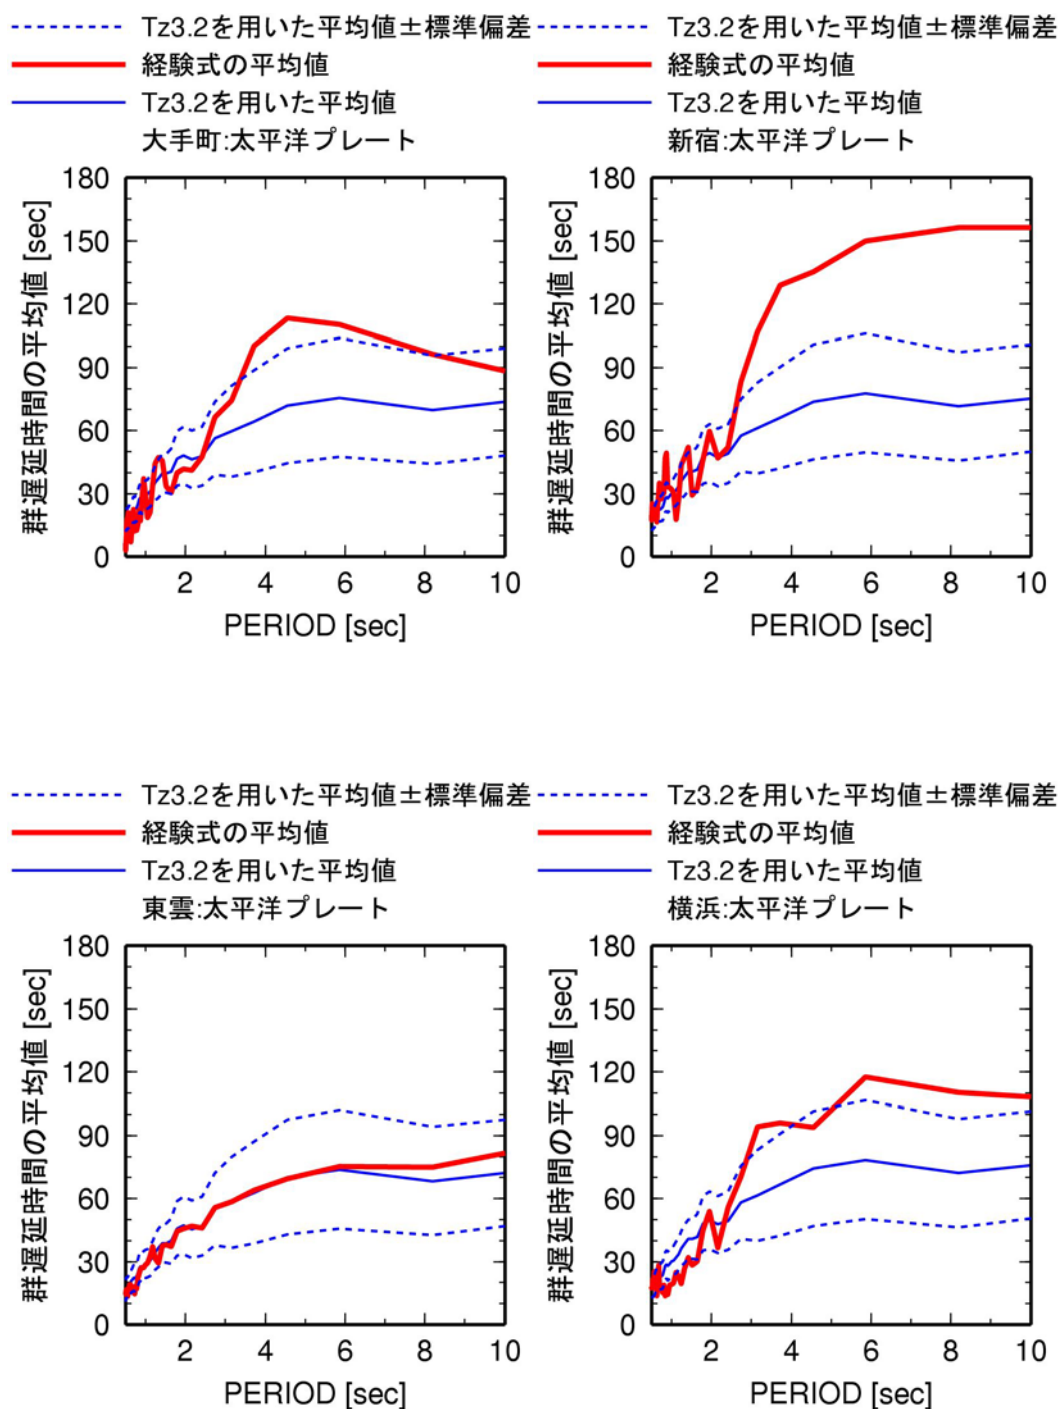 Tz3.2を用いた平均値±標準偏差
経験式の平均値
Tz3.2を用いた平均値
大手町:太平洋プレート
180
150
120
90
60
30
0
群遅延時間の平均値 [sec]
2 4 6 8 10
PERIOD [sec]
Tz3.2を用いた平均値±標準偏差
経験式の平均値
Tz3.2を用いた平均値
新宿:太平洋プレート
180
150
120
90
60
30
0
群遅延時間の平均値 [sec]
2 4 6 8 10
PERIOD [sec]
Tz3.2を用いた平均値±標準偏差
経験式の平均値
Tz3.2を用いた平均値
東雲:太平洋プレート
180
150
120
90
60
30
0
群遅延時間の平均値 [sec]
2 4 6 8 10
PERIOD [sec]
Tz3.2を用いた平均値±標準偏差
経験式の平均値
Tz3.2を用いた平均値
横浜:太平洋プレート
180
150
120
90
60
30
0
群遅延時間の平均値 [sec]
2 4 6 8 10
PERIOD [sec]